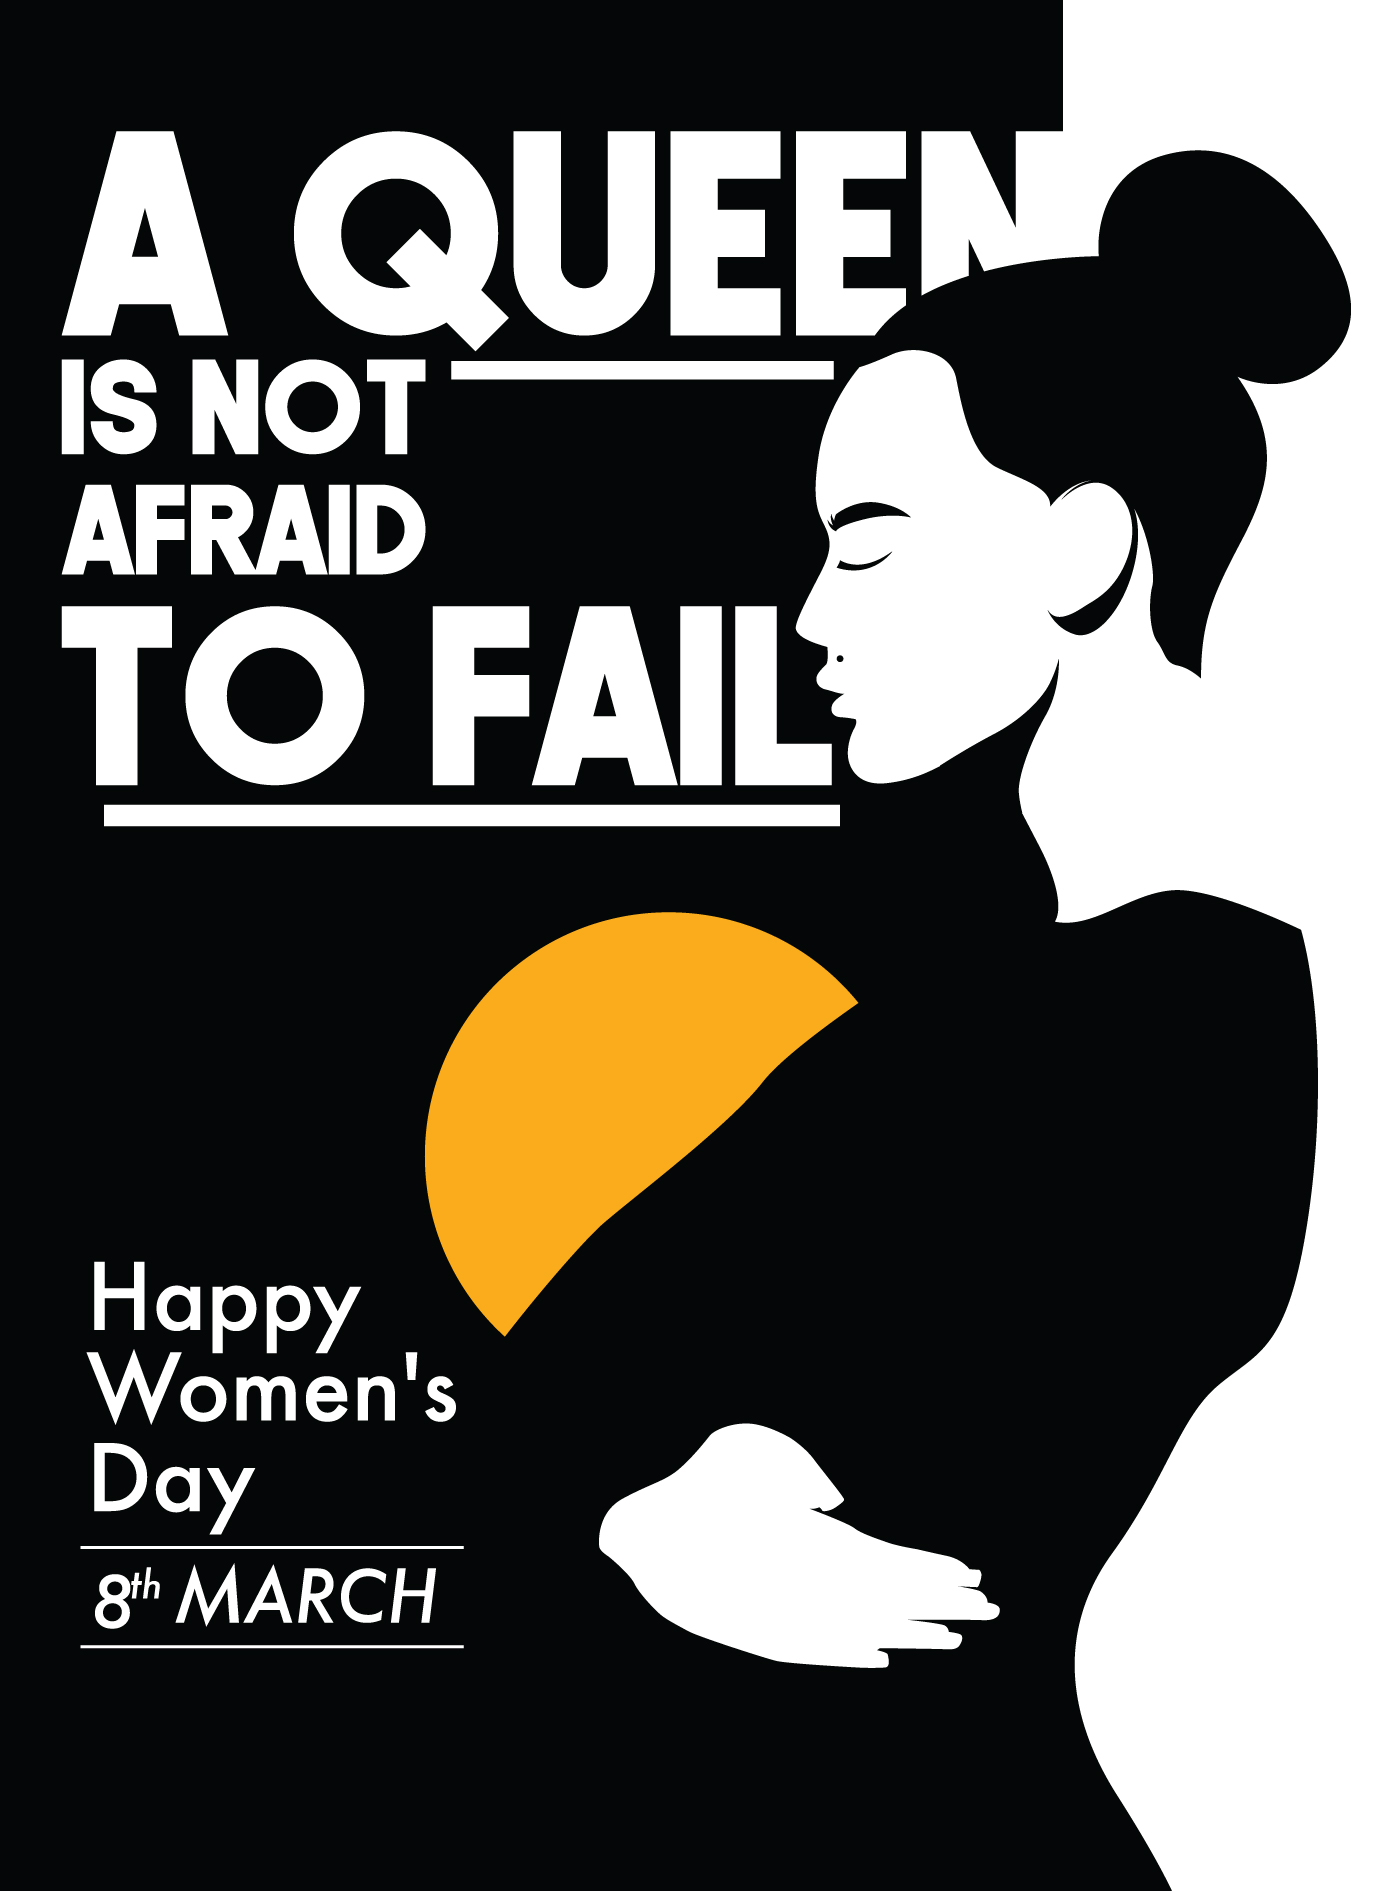 A QUEEN
IS NOT
AFRAID
TO FAIL
Happy
Women's
Day
8th MARCH